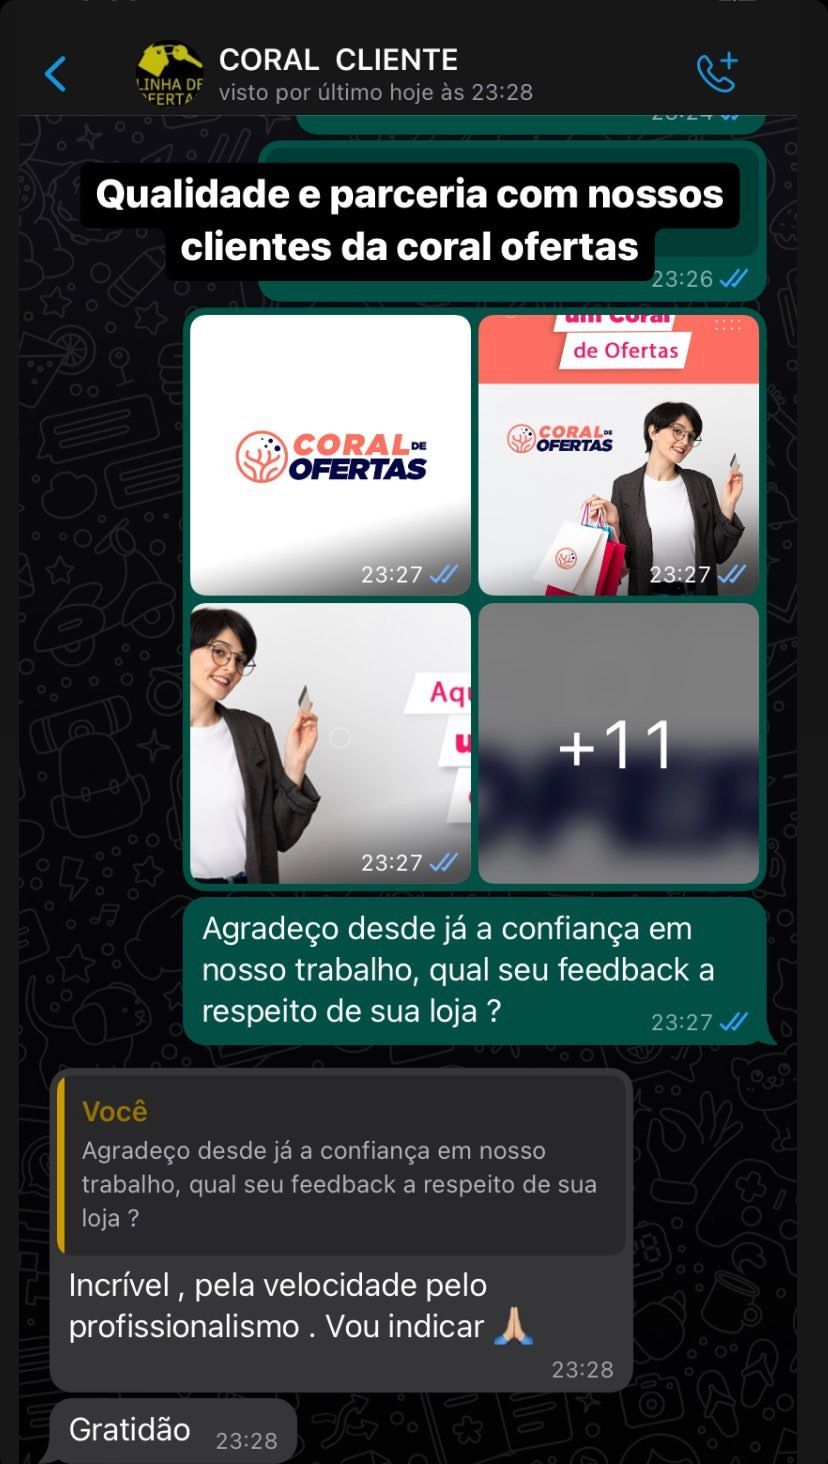 CORAL CLIENTE
LINHA DE
OFERTA
visto por último hoje às 23:28
23:24
Qualidade e parceria com nossos
clientes da coral ofertas
23:26
CORAL DE
OFERTAS
23:27
um Coral
de Ofertas
CORAL DE
OFERTAS
23:27
Aqu
u
23:27
+11
Agradeço desde já a confiança em
nosso trabalho, qual seu feedback a
respeito de sua loja ?
23:27
Você
Agradeço desde já a confiança em nosso
trabalho, qual seu feedback a respeito de sua
loja ?
Incrível , pela velocidade pelo
profissionalismo . Vou indicar 🙏🏼
23:28
Gratidão
23:28